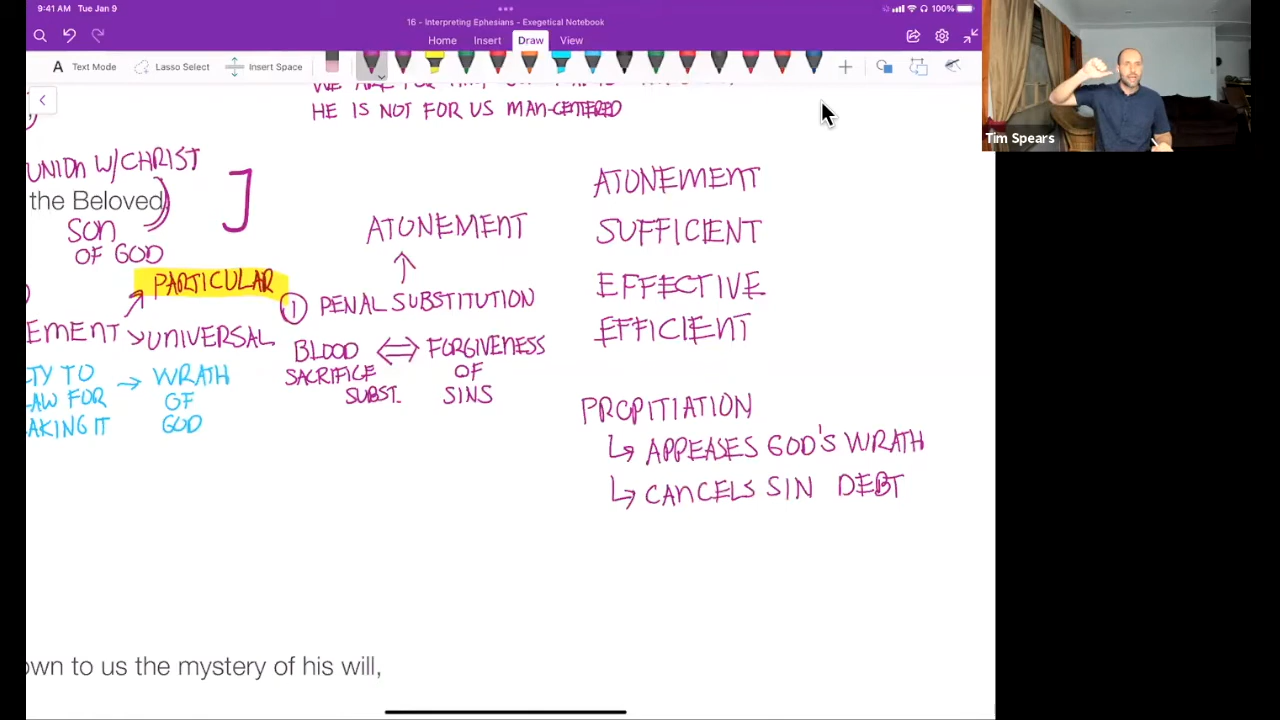 9:41 AM Tue Jan 9
100%
16 - Interpreting Ephesians - Exegetical Notebook
Home Insert Draw View
Text Mode Lasso Select Insert Space
HE IS NOT FOR US MAN-CENTERED
UNION W/CHRIST
the Beloved,
SON
OF GOD
PARTICULAR
EMENT
UNIVERSAL
TY TO
AW FOR
AKING IT
WRATH
OF
GOD
ATONEMENT
1 PENAL SUBSTITUTION
BLOOD
SACRIFICE
SUBST.
FORGIVENESS
OF
SINS
ATONEMENT
SUFFICIENT
EFFECTIVE
EFFICIENT
PROPITIATION
APPEASES GOD'S WRATH
CANCELS SIN DEBT
own to us the mystery of his will,
Tim Spears